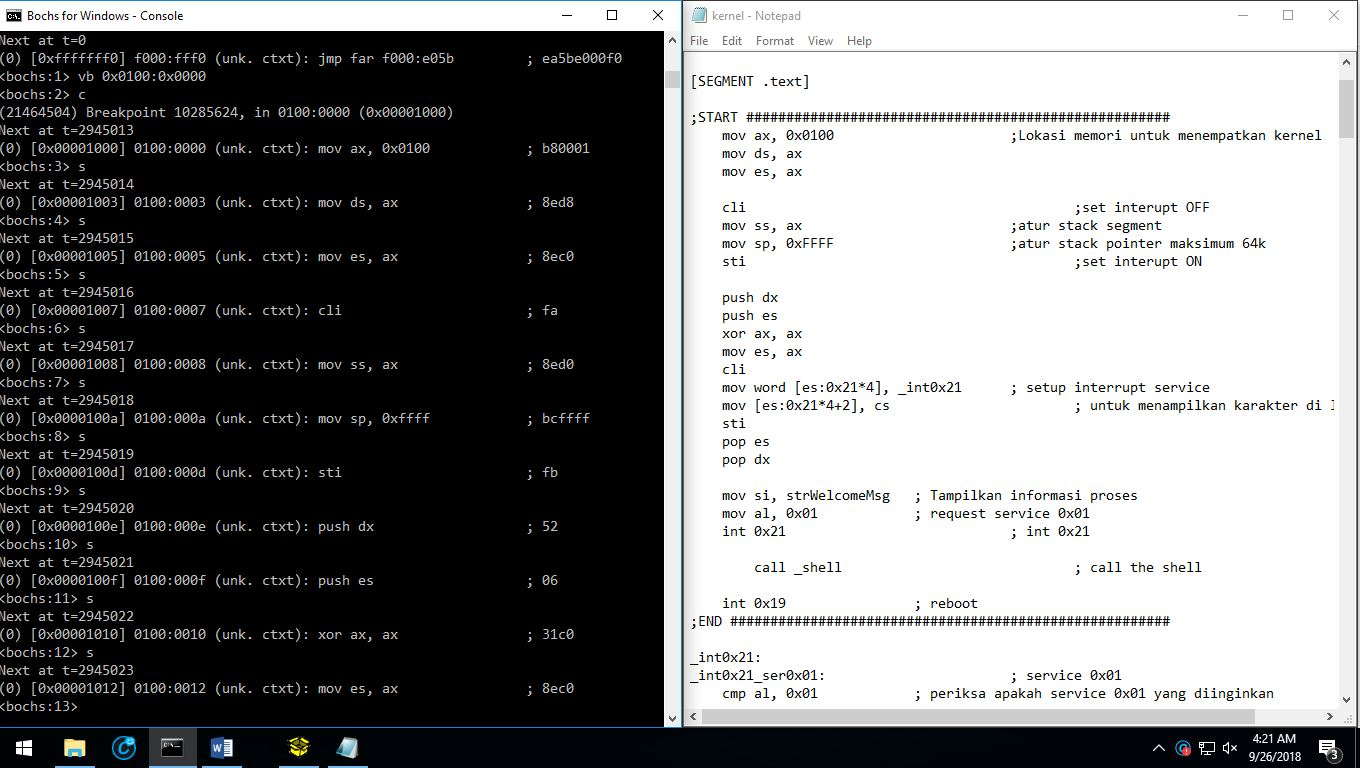 Bochs for Windows - Console
Next at t=0
(0) [0xfffffff0] f000:fff0 (unk. ctxt): jmp far f000:e05b ; ea5be000f0
<bochs:1> vb 0x0100:0x0000
<bochs:2> c
(21464504) Breakpoint 10285624, in 0100:0000 (0x00001000)
Next at t=2945013
(0) [0x00001000] 0100:0000 (unk. ctxt): mov ax, 0x0100 ; b80001
<bochs:3> s
Next at t=2945014
(0) [0x00001003] 0100:0003 (unk. ctxt): mov ds, ax ; 8ed8
<bochs:4> s
Next at t=2945015
(0) [0x00001005] 0100:0005 (unk. ctxt): mov es, ax ; 8ec0
<bochs:5> s
Next at t=2945016
(0) [0x00001007] 0100:0007 (unk. ctxt): cli ; fa
<bochs:6> s
Next at t=2945017
(0) [0x00001008] 0100:0008 (unk. ctxt): mov ss, ax ; 8ed0
<bochs:7> s
Next at t=2945018
(0) [0x0000100a] 0100:000a (unk. ctxt): mov sp, 0xffff ; bcffff
<bochs:8> s
Next at t=2945019
(0) [0x0000100d] 0100:000d (unk. ctxt): sti ; fb
<bochs:9> s
Next at t=2945020
(0) [0x0000100e] 0100:000e (unk. ctxt): push dx ; 52
<bochs:10> s
Next at t=2945021
(0) [0x0000100f] 0100:000f (unk. ctxt): push es ; 06
<bochs:11> s
Next at t=2945022
(0) [0x00001010] 0100:0010 (unk. ctxt): xor ax, ax ; 31c0
<bochs:12> s
Next at t=2945023
(0) [0x00001012] 0100:0012 (unk. ctxt): mov es, ax ; 8ec0
<bochs:13>
kernel - Notepad
File Edit Format View Help
[SEGMENT .text]
;START #####################################################
mov ax, 0x0100 ;Lokasi memori untuk menempatkan kernel
mov ds, ax
mov es, ax
cli ;set interupt OFF
mov ss, ax ;atur stack segment
mov sp, 0xFFFF ;atur stack pointer maksimum 64k
sti ;set interupt ON
push dx
push es
xor ax, ax
mov es, ax
cli
mov word [es:0x21*4], _int0x21 ; setup interrupt service
mov [es:0x21*4+2], cs ; untuk menampilkan karakter di
sti
pop es
pop dx
mov si, strWelcomeMsg ; Tampilkan informasi proses
mov al, 0x01 ; request service 0x01
int 0x21 ; int 0x21
call _shell ; call the shell
int 0x19 ; reboot
;END #######################################################
_int0x21:
_int0x21_ser0x01: ; service 0x01
cmp al, 0x01 ; periksa apakah service 0x01 yang diinginkan
4:21 AM
9/26/2018
3